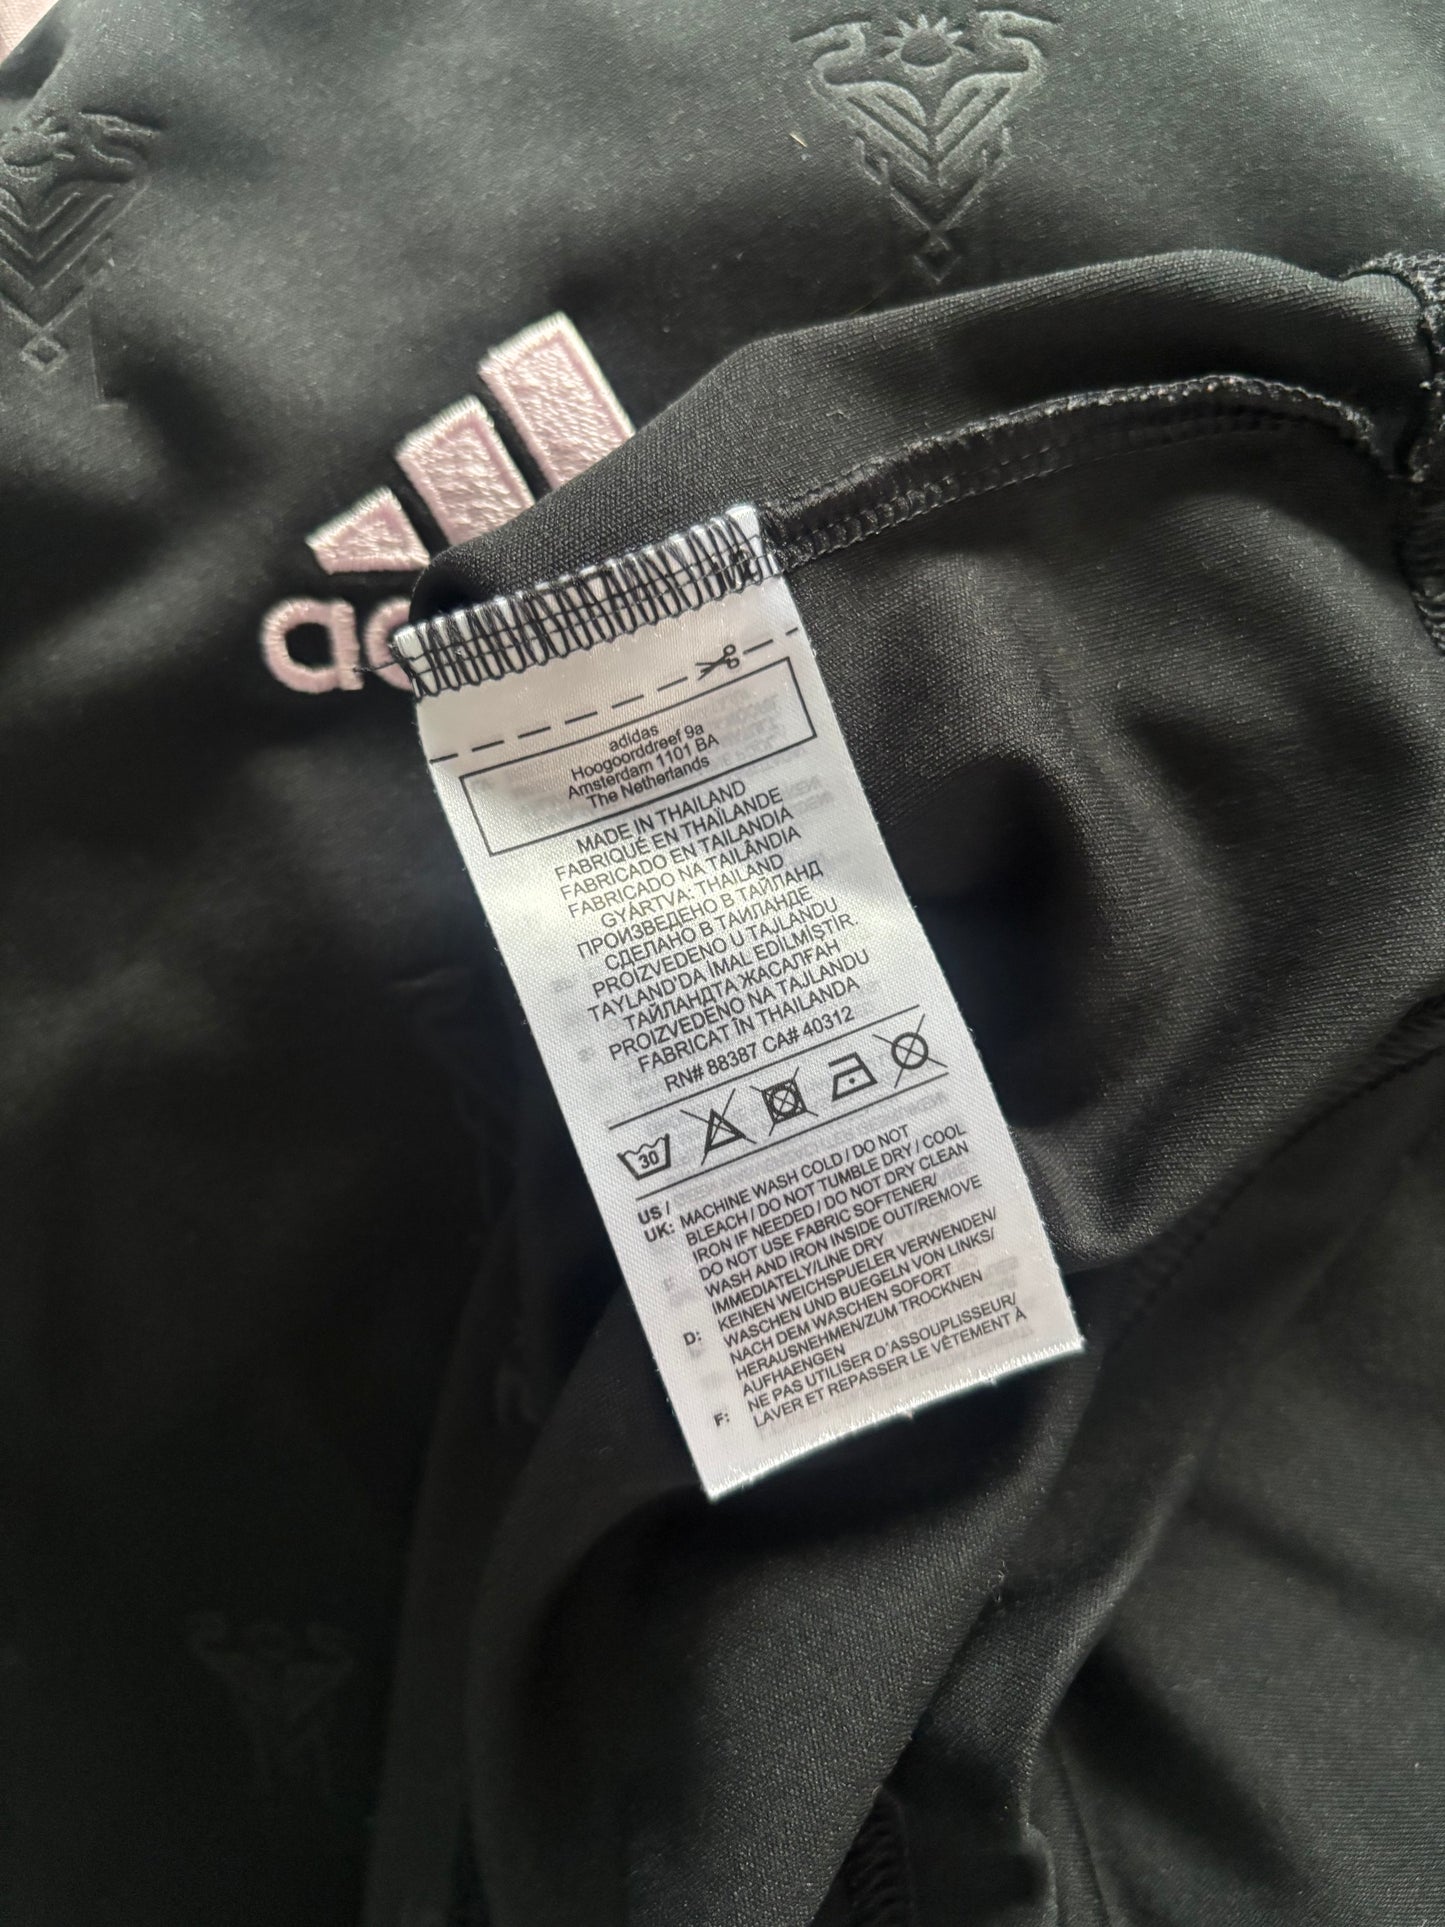 ad
adidas
Hoogoorddreef 9a
Amsterdam 1101 BA
The Netherlands
MADE IN THAILAND
FABRIQUÉ EN THAÏLANDE
FABRICADO EN TAILANDIA
FABRICADO NA TAILÂNDIA
GYÁRTVA: THAILAND
ПРОИЗВЕДЕНО В ТАЙЛАНД
СДЕЛАНО В ТАИЛАНДЕ
PROIZVEDENO U TAJLANDU
TAYLAND'DA İMAL EDİLMİŞTİR.
ТАЙЛАНДТА ЖАСАЛҒАН
PROIZVEDENO NA TAJLANDU
FABRICAT ÎN THAILANDA
RN# 88387 CA# 40312
30
US / UK: MACHINE WASH COLD / DO NOT
BLEACH / DO NOT TUMBLE DRY / COOL
IRON IF NEEDED / DO NOT DRY CLEAN
DO NOT USE FABRIC SOFTENER/
WASH AND IRON INSIDE OUT/REMOVE
IMMEDIATELY/LINE DRY
D: KEINEN WEICHSPUELER VERWENDEN/
WASCHEN UND BUEGELN VON LINKS/
NACH DEM WASCHEN SOFORT
HERAUSNEHMEN/ZUM TROCKNEN
AUFHAENGEN
F: NE PAS UTILISER D'ASSOUPLISSEUR/
LAVER ET REPASSER LE VÊTEMENT À